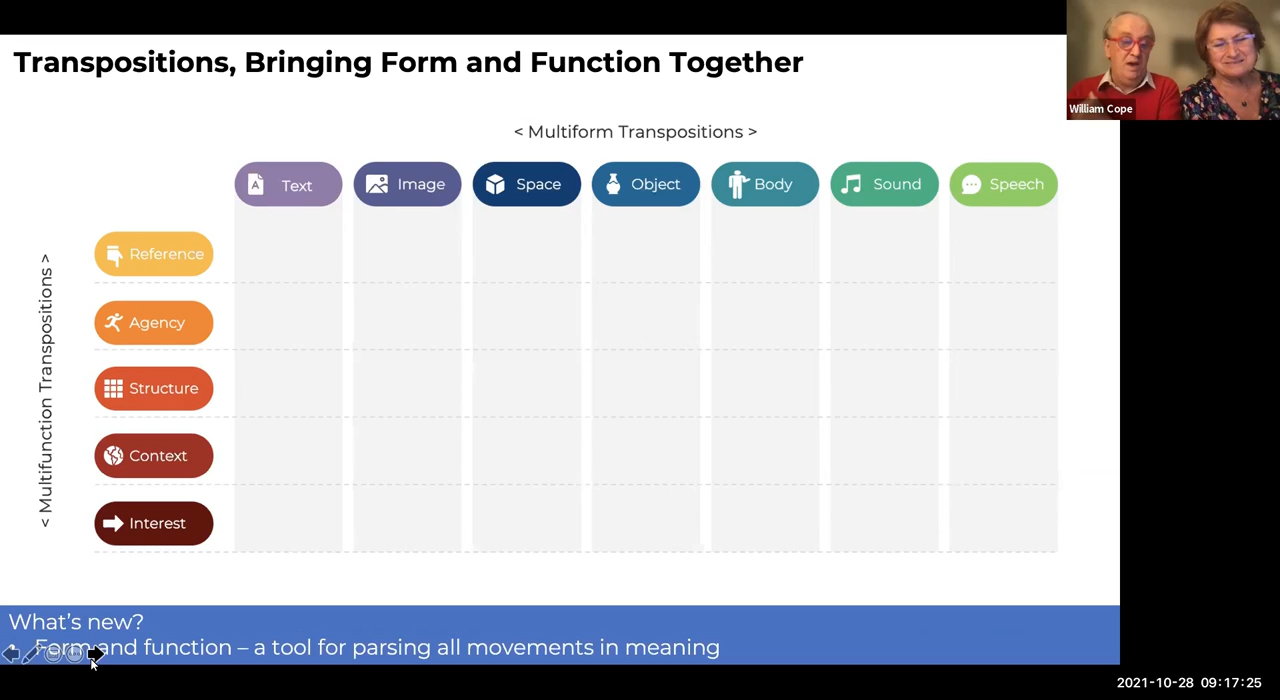 Transpositions, Bringing Form and Function Together
William Cope
< Multiform Transpositions >
Text Image Space Object Body Sound Speech
< Multifunction Transpositions >
Reference
Agency
Structure
Context
Interest
What's new?
Form and function – a tool for parsing all movements in meaning
2021-10-28 09:17:25